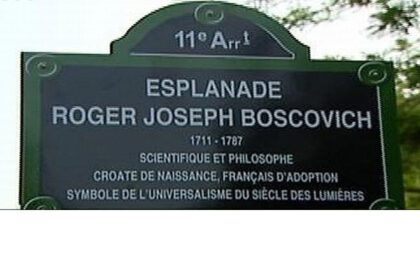 11e Arrt
ESPLANADE
ROGER JOSEPH BOSCOVICH
1711 - 1787
SCIENTIFIQUE ET PHILOSOPHE
CROATE DE NAISSANCE, FRANÇAIS D'ADOPTION
SYMBOLE DE L'UNIVERSALISME DU SIÈCLE DES LUMIÈRES